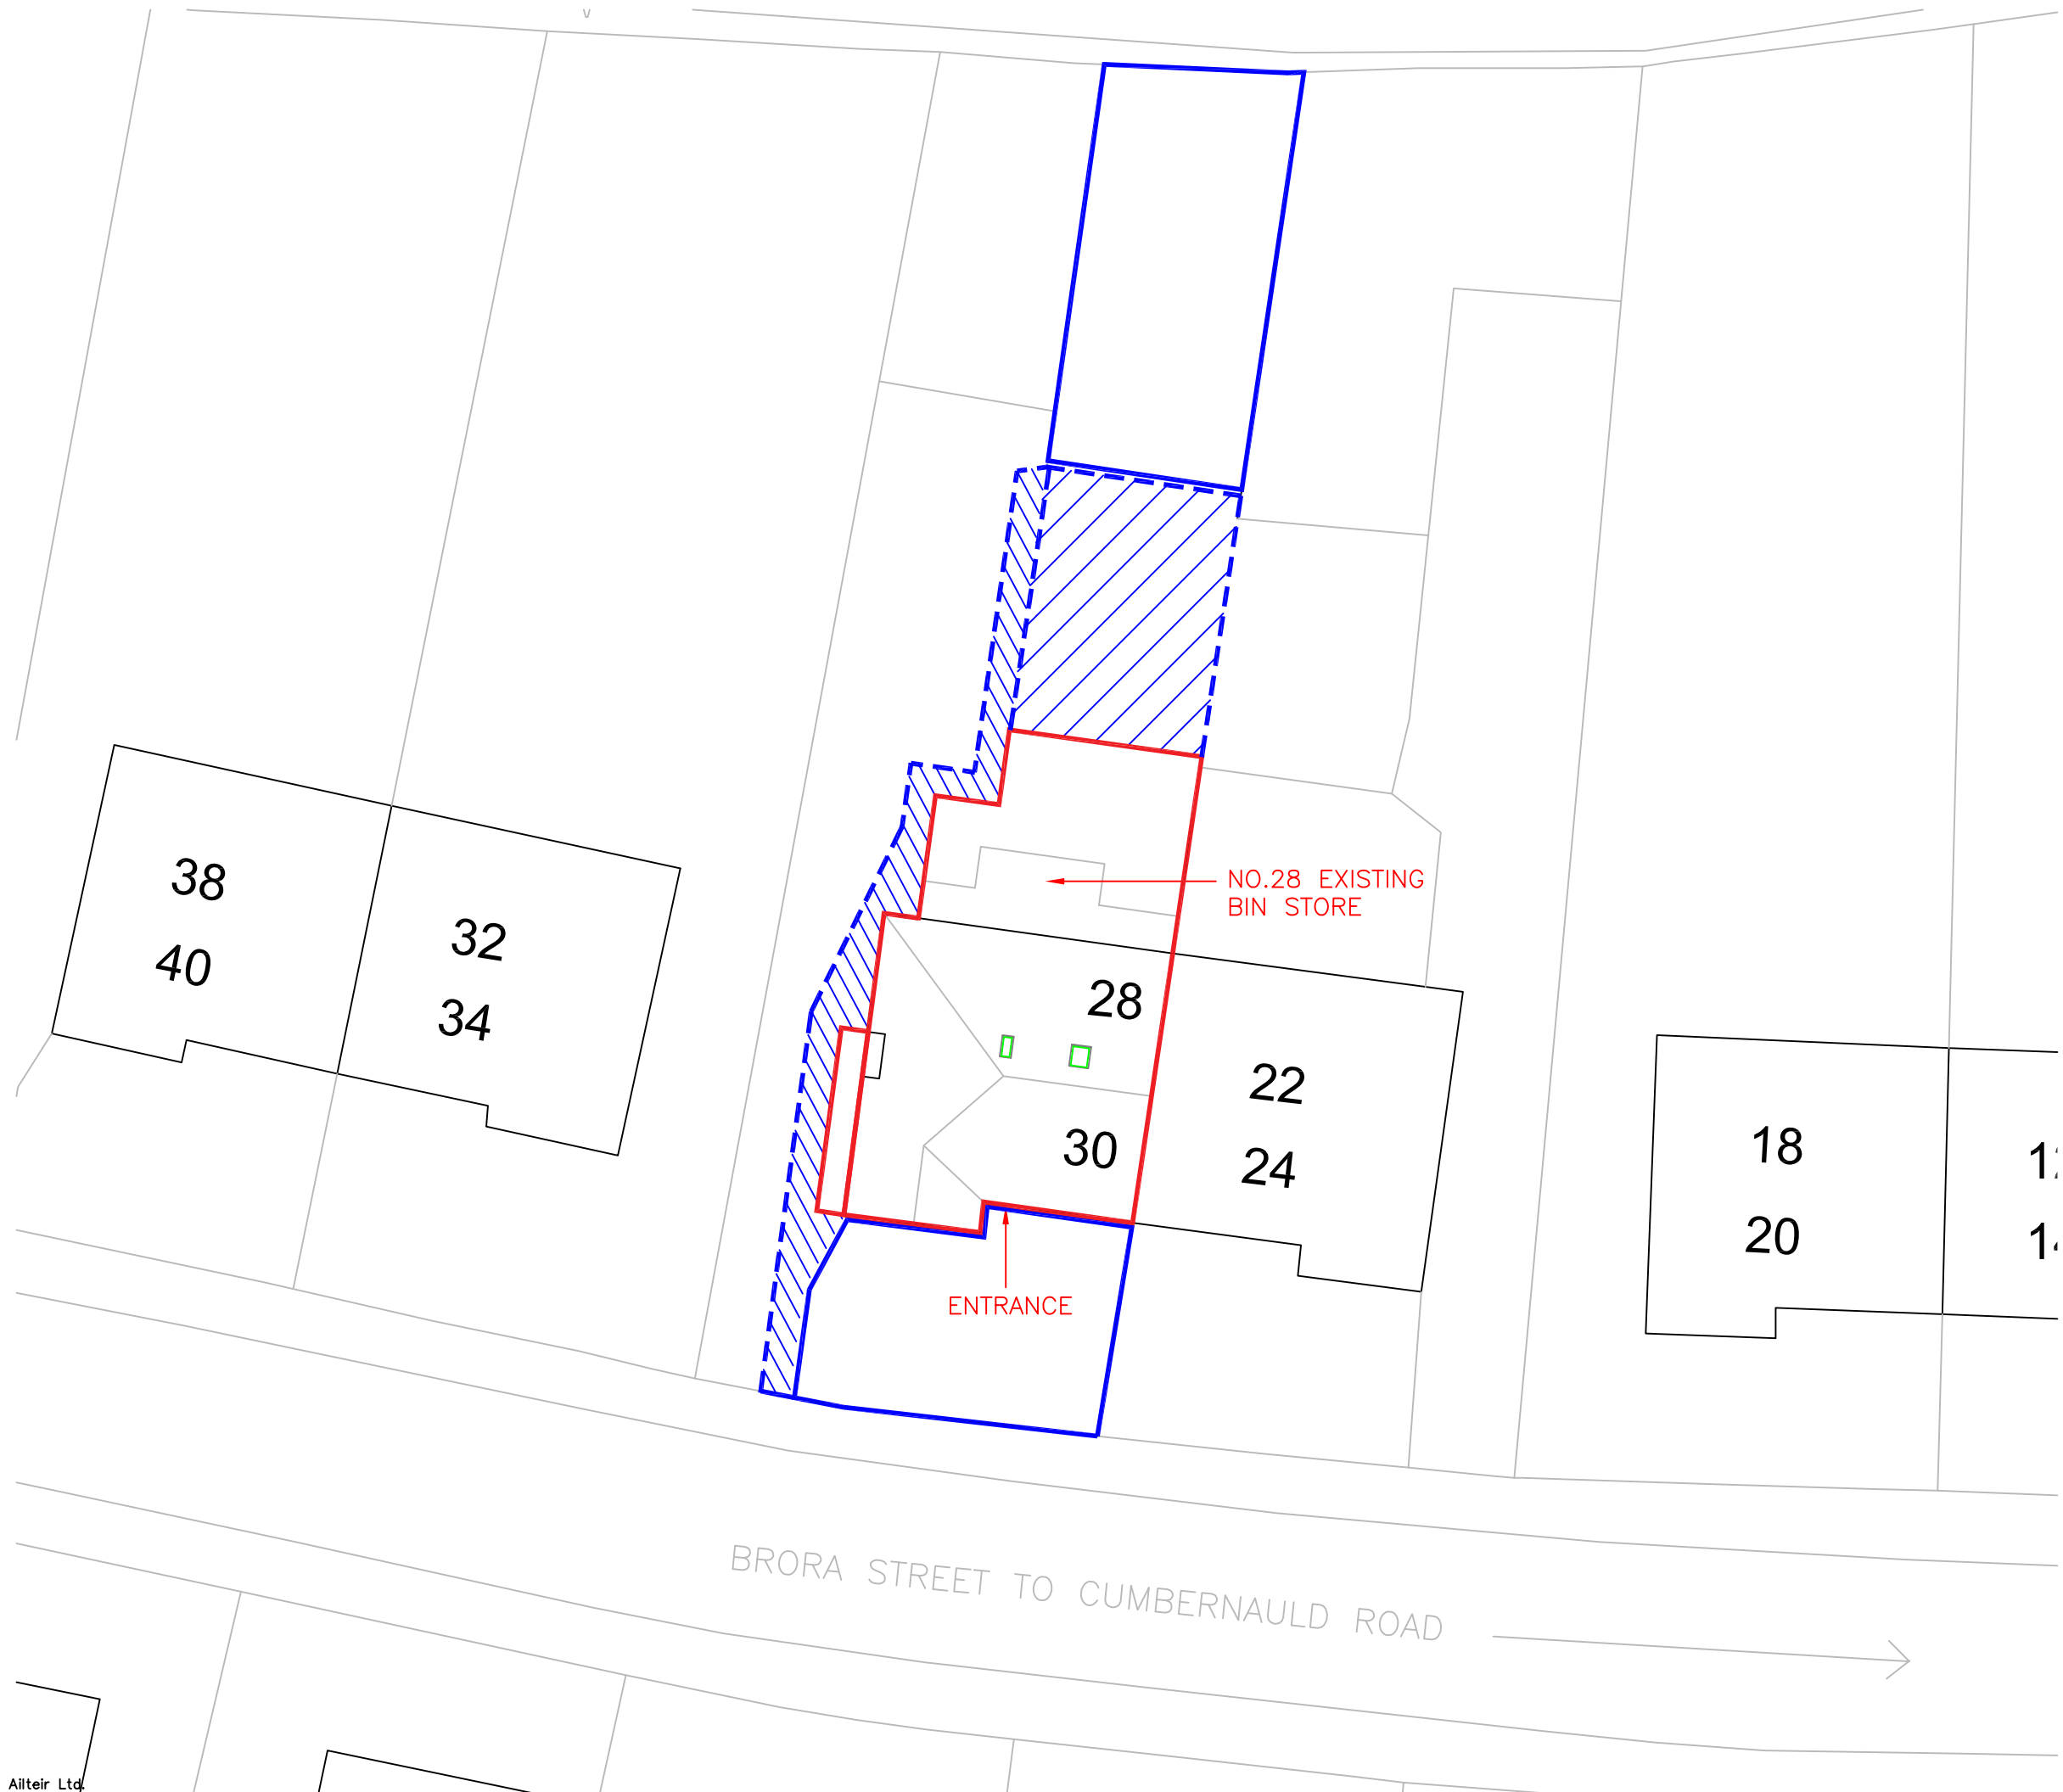 38
40
32
34
NO.28 EXISTING
BIN STORE
28
30
22
24
18
20
ENTRANCE
BRORA STREET TO CUMBERNAULD ROAD
Ailteir Ltd.